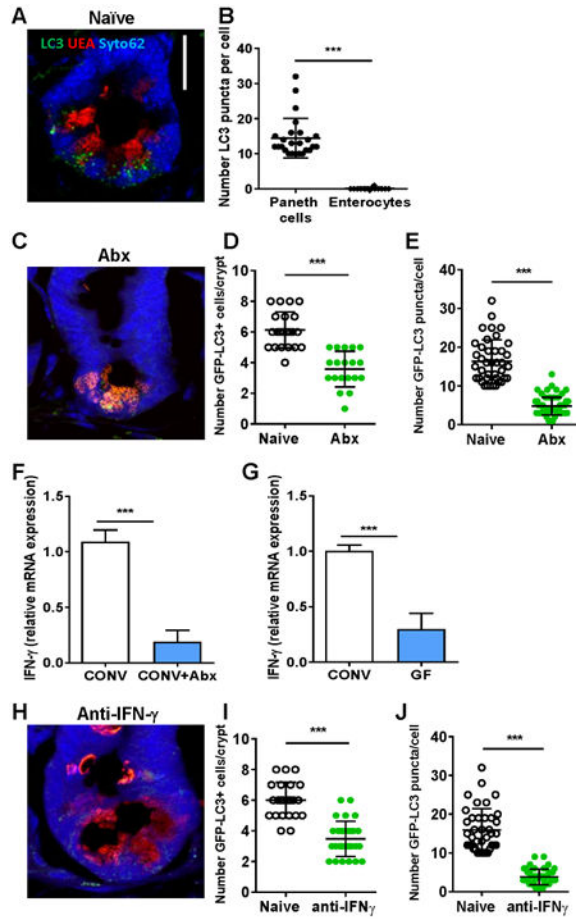 A
Naïve
LC3 UEA Syto62
B
Number LC3 puncta per cell
40
30
20
10
0
***
Paneth cells
Enterocytes
C
Abx
D
Number GFP-LC3+ cells/crypt
10
8
6
4
2
0
***
Naive
Abx
E
Number GFP-LC3 puncta/cell
40
30
20
10
0
***
Naive
Abx
F
IFN-γ (relative mRNA expression)
1.5
1.0
0.5
0.0
***
CONV
CONV+Abx
G
IFN-γ (relative mRNA expression)
1.5
1.0
0.5
0.0
***
CONV
GF
H
Anti-IFN-γ
I
Number GFP-LC3+ cells/crypt
10
8
6
4
2
0
***
Naive
anti-IFNγ
J
Number GFP-LC3 puncta/cell
40
30
20
10
0
***
Naive
anti-IFNγ